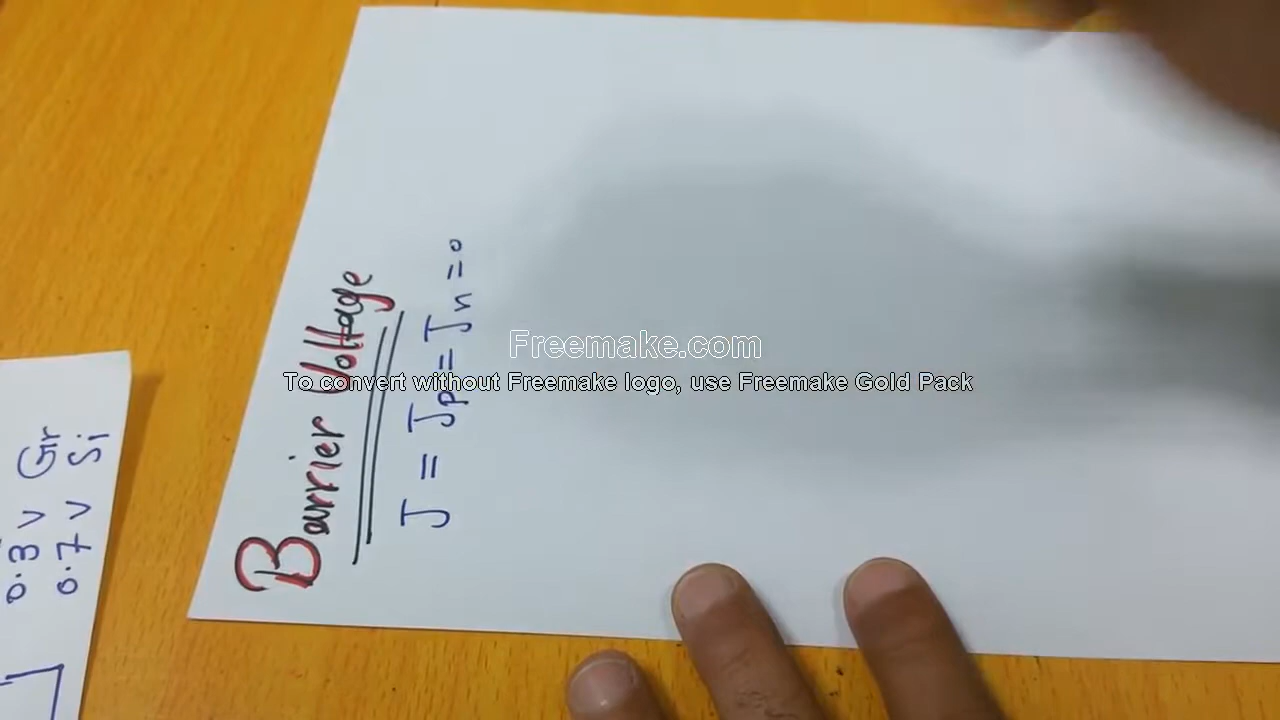 Barrier Voltage
J = Jp = Jn = 0
0.3 V Gr
0.7 V Si
Freemake.com
To convert without Freemake logo, use Freemake Gold Pack